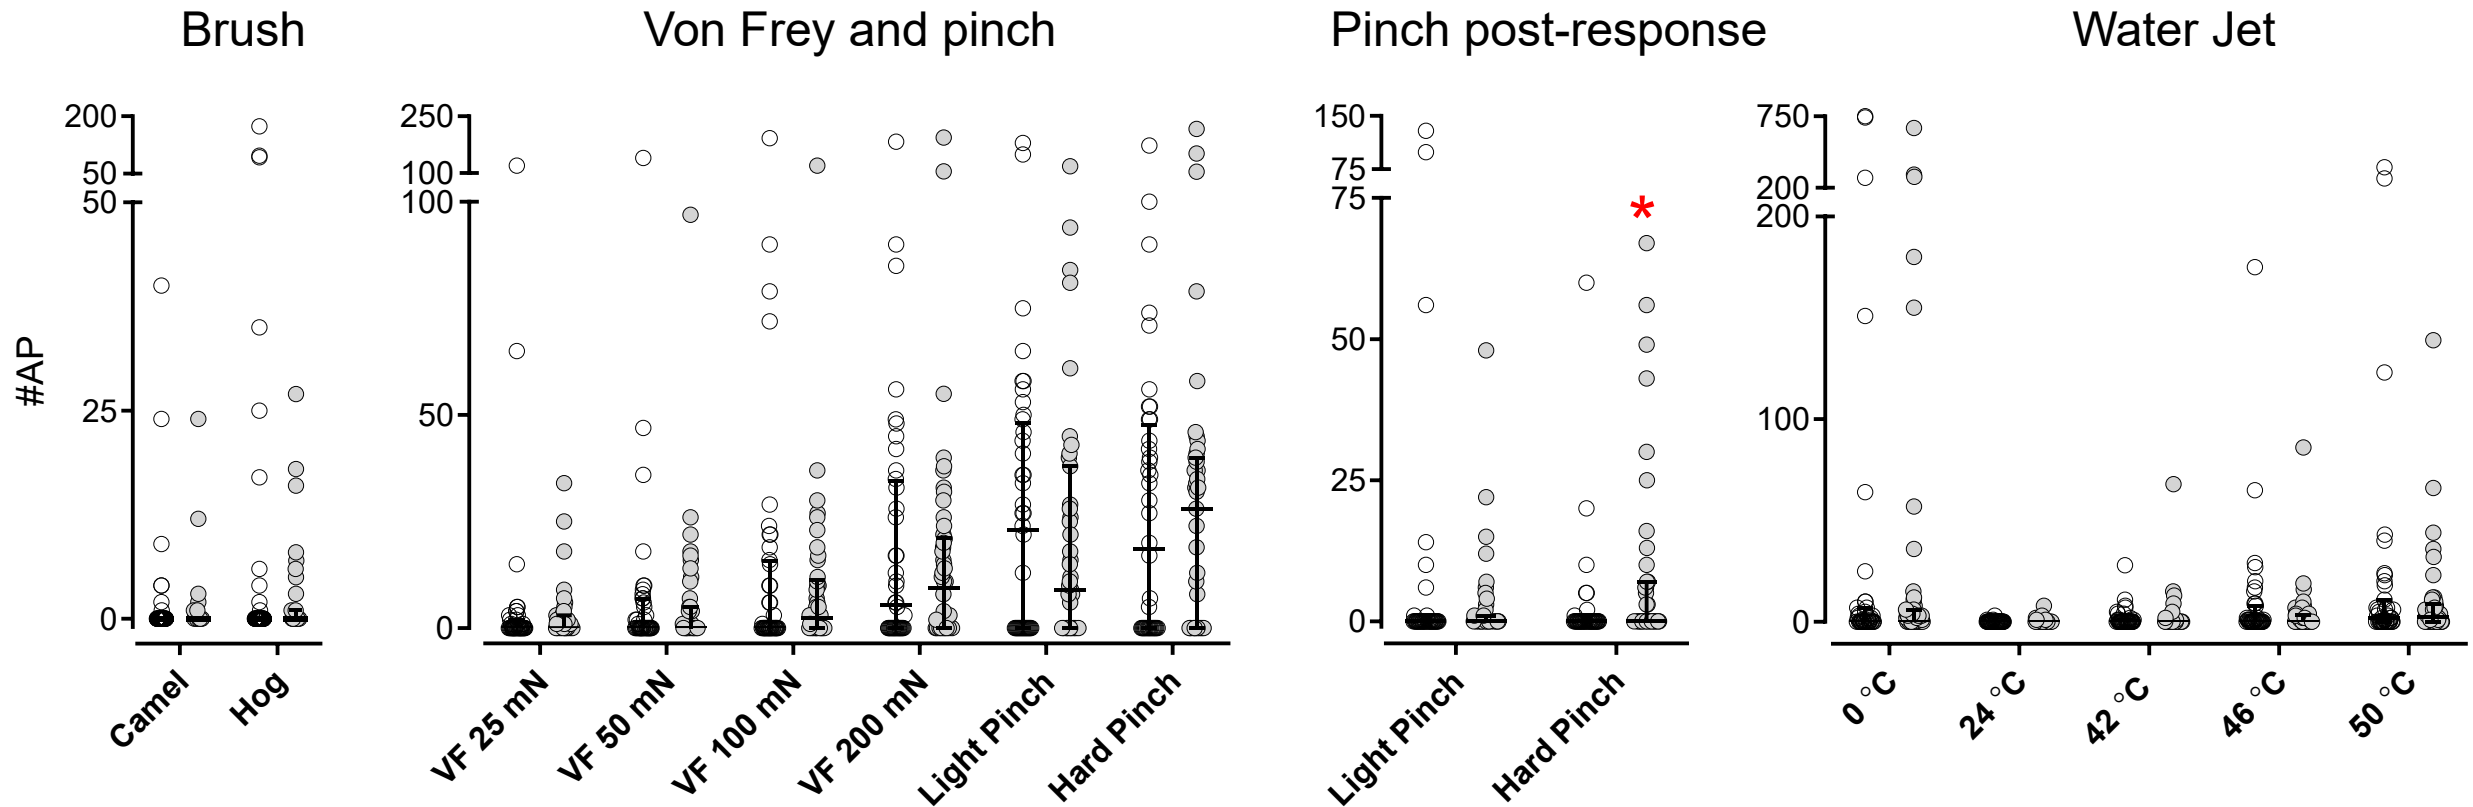 Brush
Von Frey and pinch
Pinch post-response
Water Jet
#AP
200
50
50
25
0
Camel
Hog
250
100
100
50
0
VF 25 mN
VF 50 mN
VF 100 mN
VF 200 mN
Light Pinch
Hard Pinch
150
75
75
50
25
0
*
Light Pinch
Hard Pinch
750
200
200
100
0
0 °C
24 °C
42 °C
46 °C
50 °C